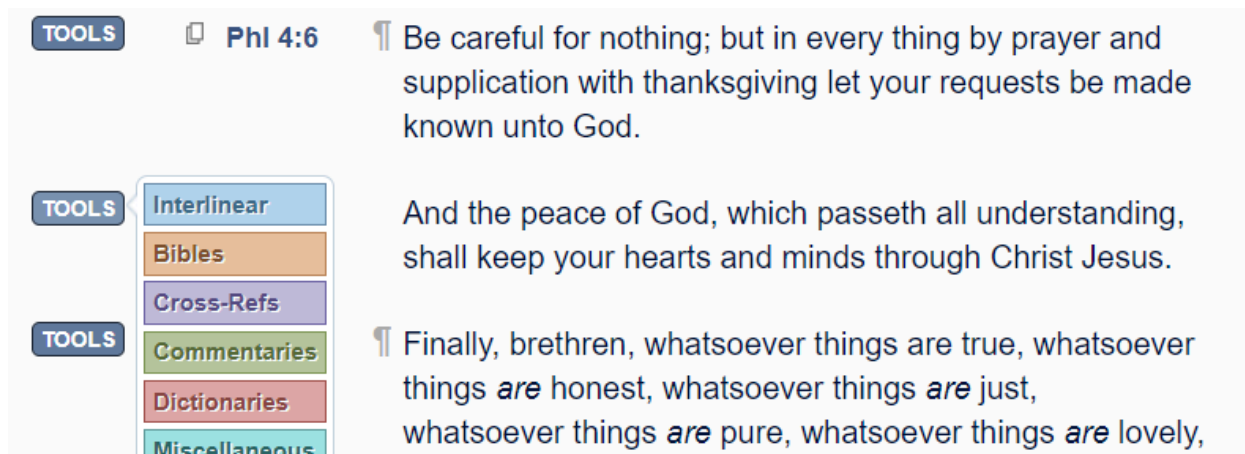 TOOLS Phl 4:6 ¶ Be careful for nothing; but in every thing by prayer and
supplication with thanksgiving let your requests be made
known unto God.
TOOLS Interlinear And the peace of God, which passeth all understanding,
Bibles shall keep your hearts and minds through Christ Jesus.
Cross-Refs
TOOLS Commentaries ¶ Finally, brethren, whatsoever things are true, whatsoever
Dictionaries things are honest, whatsoever things are just,
Miscellaneous whatsoever things are pure, whatsoever things are lovely,